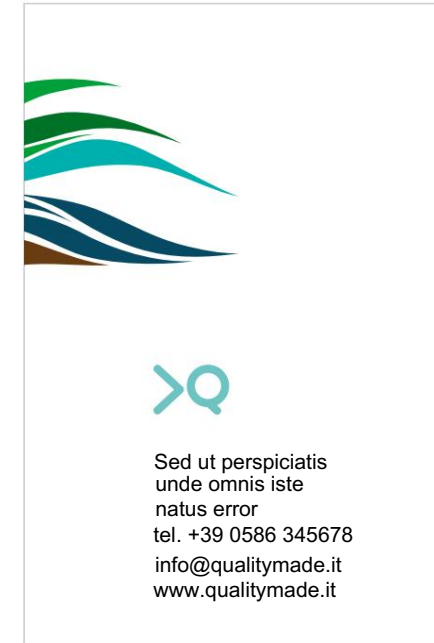 Sed ut perspiciatis
unde omnis iste
natus error
tel. +39 0586 345678
info@qualitymade.it
www.qualitymade.it